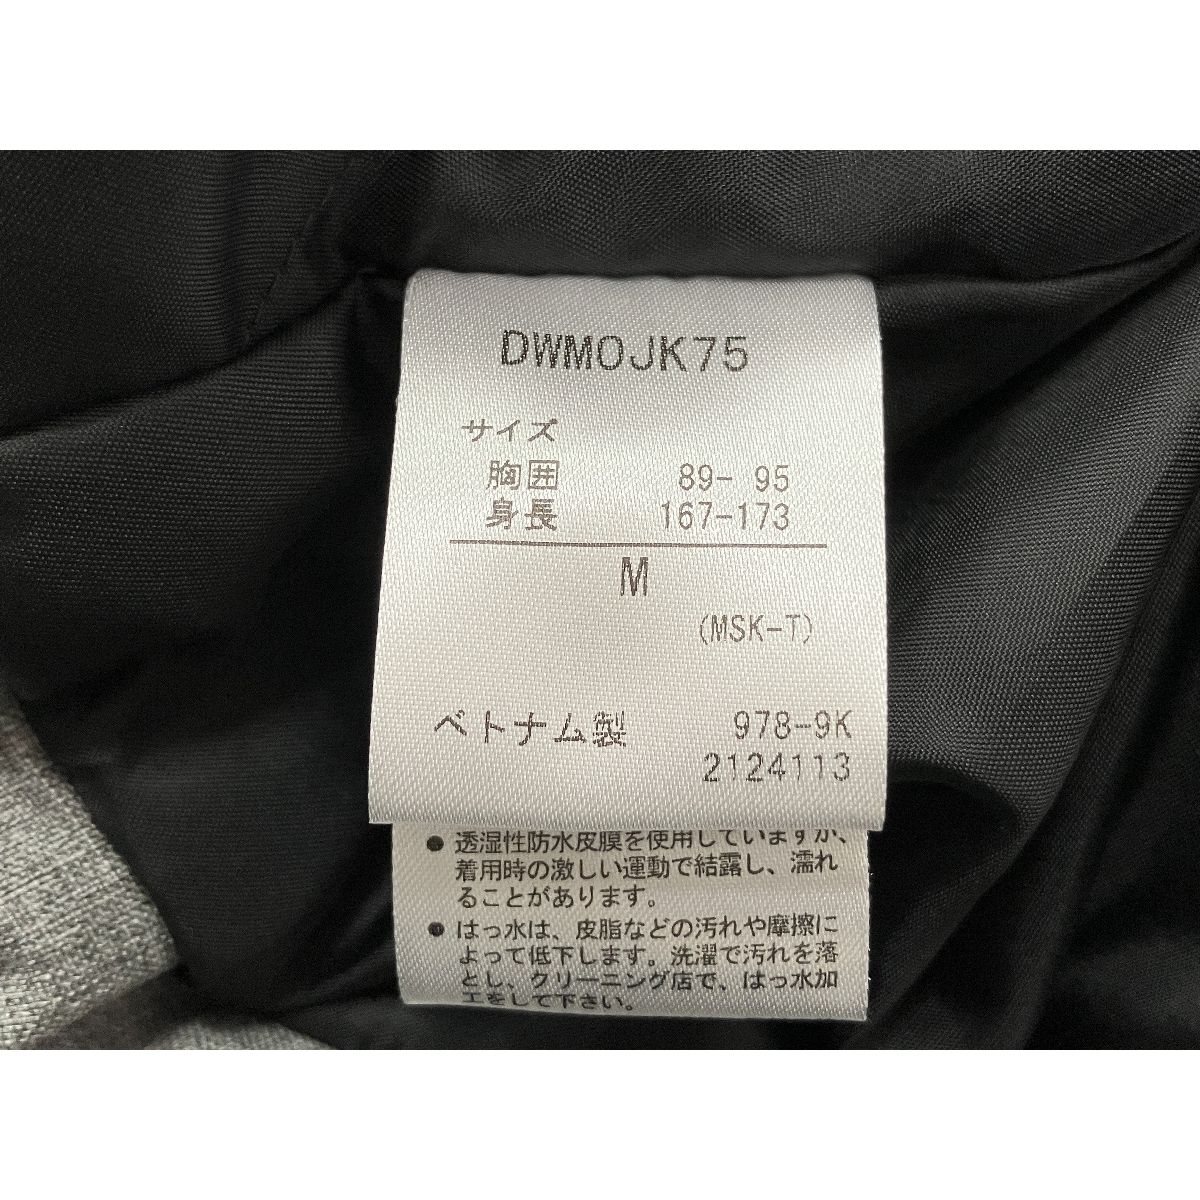 DWMOJK75
サイズ
胸囲 89- 95
身長 167-173
M
(MSK-T)
ベトナム製 978-9K
2124113
● 透湿性防水皮膜を使用していますが、
着用時の激しい運動で結露し、濡れ
ることがあります。
● はっ水は、皮脂などの汚れや摩擦に
よって低下します。洗濯で汚れを落
とし、クリーニング店で、はっ水加
工をして下さい。